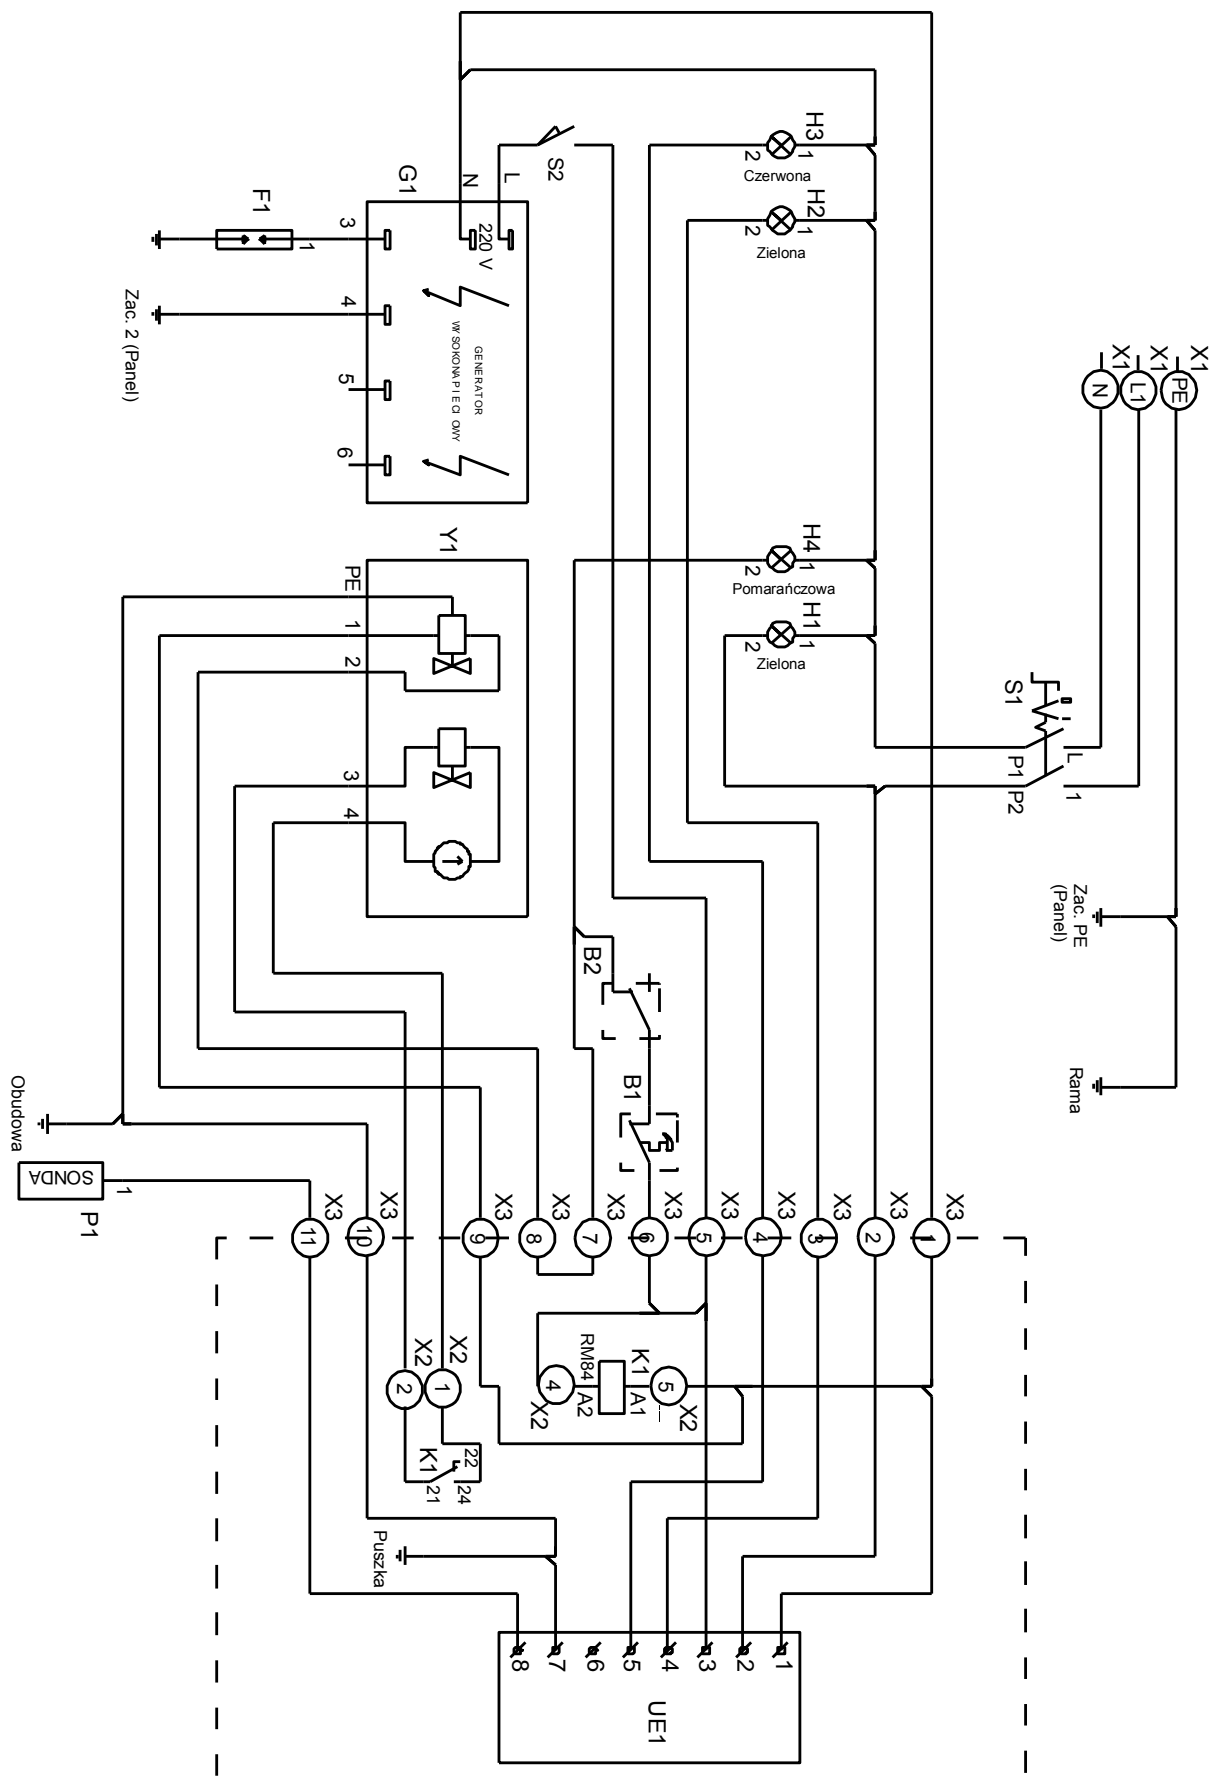 X1
PE
X1
L1
X1
N
Zac. PE
(Panel)
Rama
S1
L
1
P1
P2
H3
1
2
Czerwona
H2
1
2
Zielona
H4
1
2
Pomarańczowa
H1
1
2
Zielona
S2
L
N
220 V
G1
GENERATOR
WYSOKONAPIECIOWY
3
4
5
6
F1
1
Zac. 2 (Panel)
Y1
PE
1
2
3
4
B2
B1
X3
1
X3
2
X3
3
X3
4
X3
5
X3
6
X3
7
X3
8
X3
9
X3
10
X3
11
Obudowa
SONDA
1
P1
X2
5
K1
A1
RM84
A2
X2
4
X2
1
X2
2
K1
22
21
24
Puszka
1
2
3
4
5
6
7
8
UE1